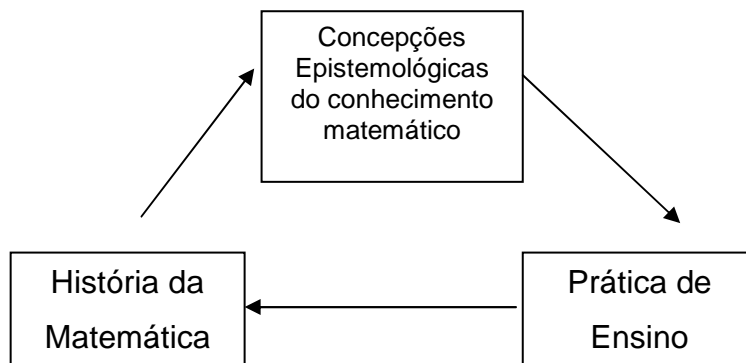 Concepções
Epistemológicas
do conhecimento
matemático
História da
Matemática
Prática de
Ensino